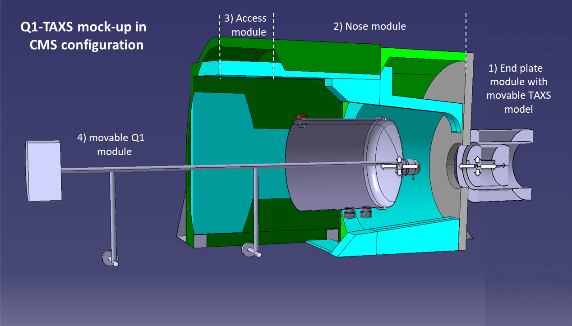 Q1-TAXS mock-up in
CMS configuration
3) Access
module
2) Nose module
1) End plate
module with
movable TAXS
model
4) movable Q1
module